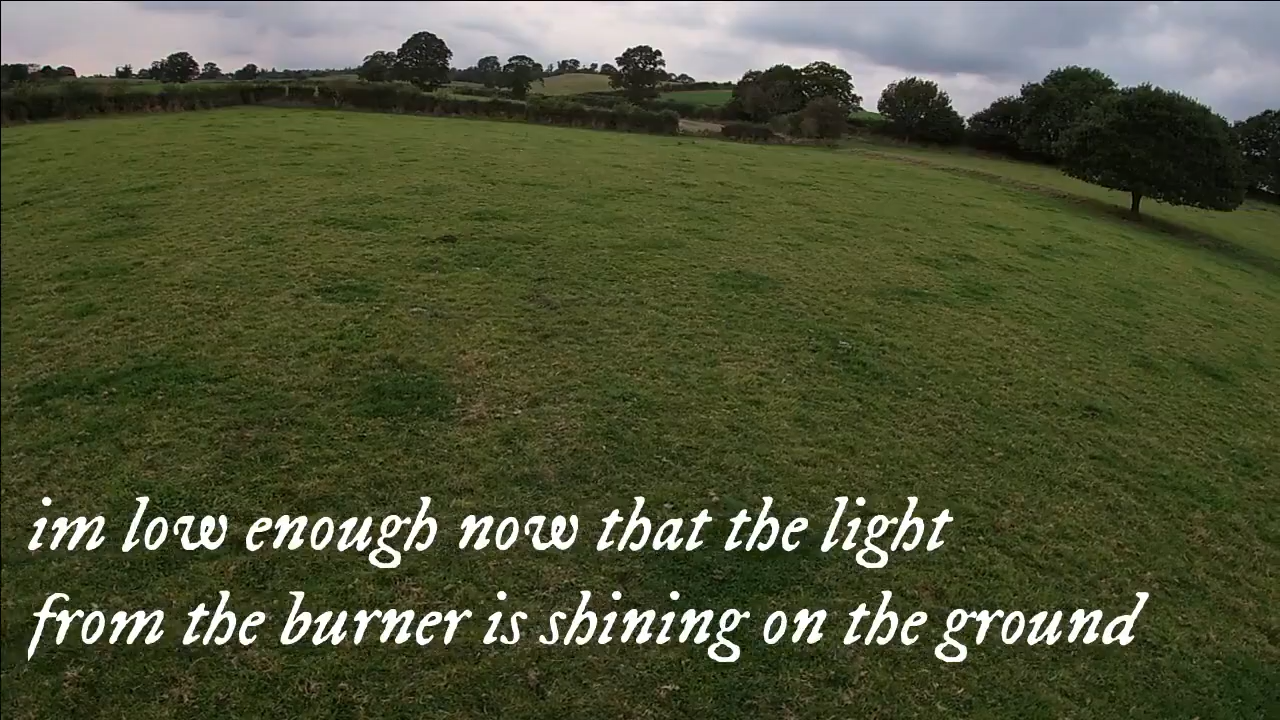 im low enough now that the light
from the burner is shining on the ground